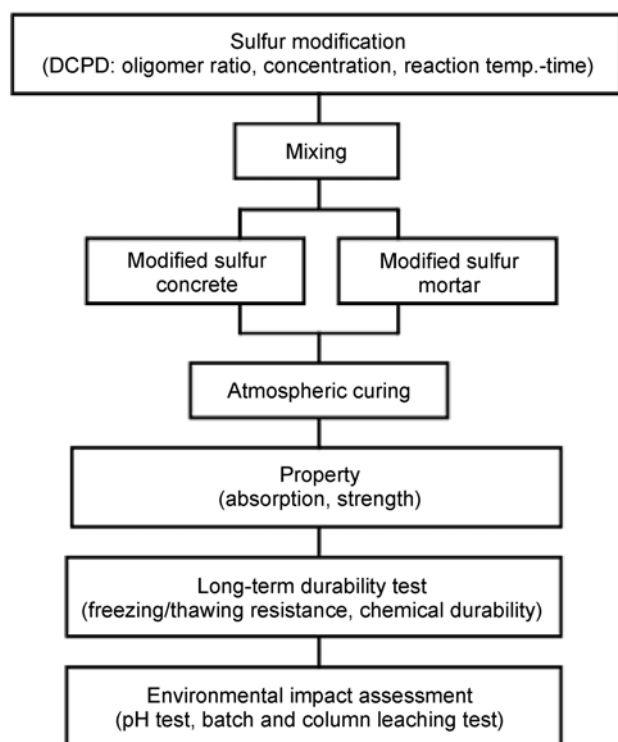 Sulfur modification
(DCPD: oligomer ratio, concentration, reaction temp.-time)
Mixing
Modified sulfur
concrete
Modified sulfur
mortar
Atmospheric curing
Property
(absorption, strength)
Long-term durability test
(freezing/thawing resistance, chemical durability)
Environmental impact assessment
(pH test, batch and column leaching test)